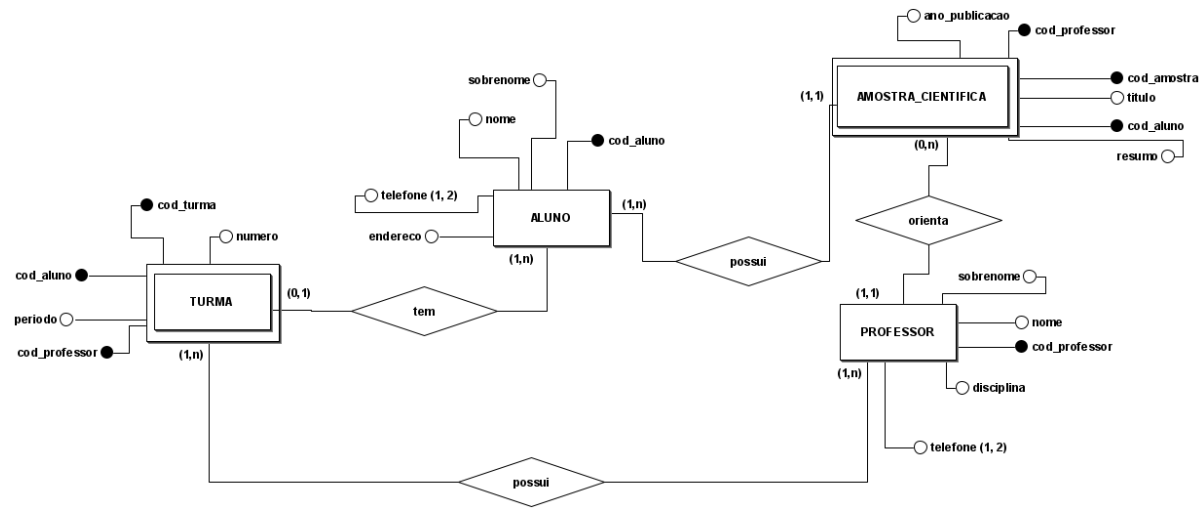 ano_publicacao
cod_professor
sobrenome
(1,1)
AMOSTRA_CIENTIFICA
cod_amostra
titulo
nome
cod_aluno
cod_aluno
(0,n)
resumo
telefone (1, 2)
cod_turma
ALUNO
(1,n)
orienta
endereco
numero
(1,n)
possui
cod_aluno
sobrenome
TURMA
(0,1)
tem
(1,1)
periodo
nome
PROFESSOR
cod_professor
cod_professor
(1,n)
(1,n)
disciplina
telefone (1, 2)
possui